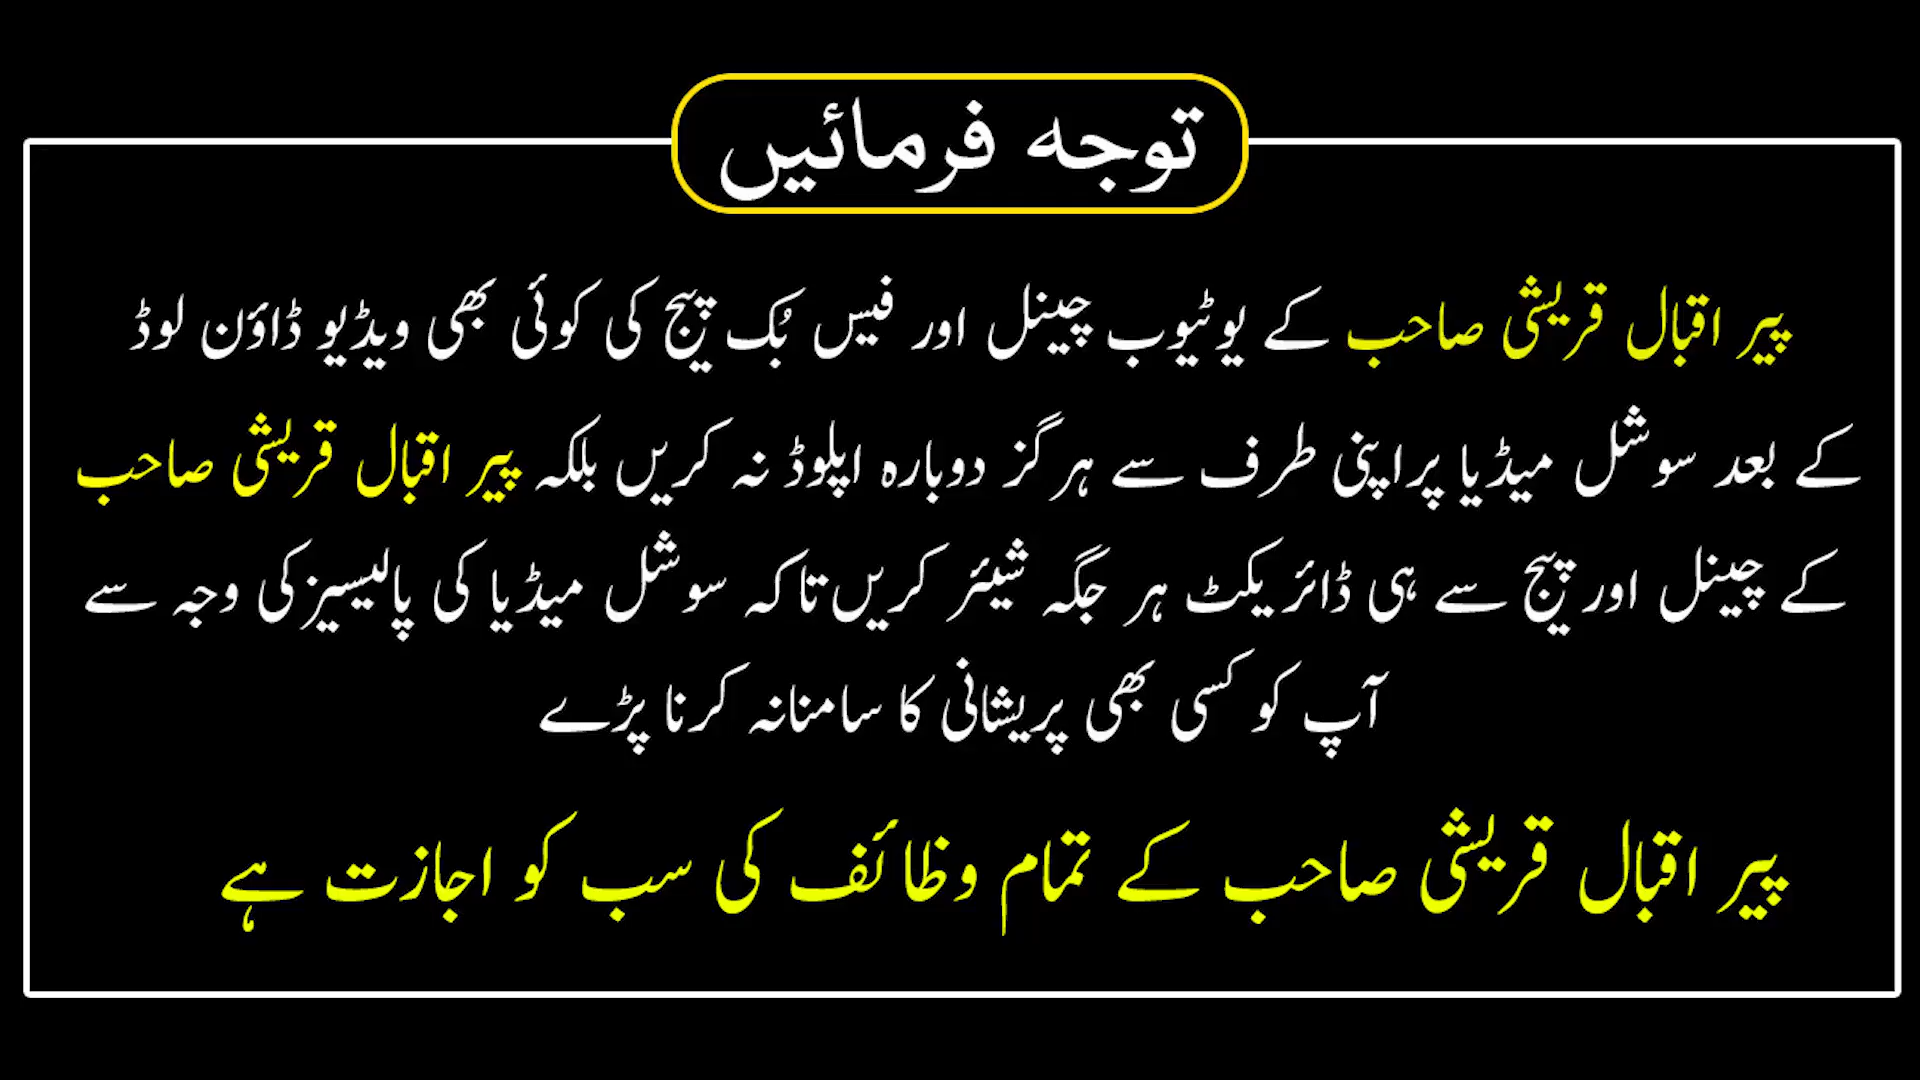 توجہ فرمائیں
پیر اقبال قریشی صاحب کے یوٹیوب چینل اور فیس بُک پیج کی کوئی بھی ویڈیو ڈاؤن لوڈ
کے بعد سوشل میڈیا پر اپنی طرف سے ہرگز دوبارہ اپلوڈ نہ کریں بلکہ پیر اقبال قریشی صاحب
کے چینل اور پیج سے ہی ڈائریکٹ ہر جگہ شیئر کریں تاکہ سوشل میڈیا کی پالیسیز کی وجہ سے
آپ کو کسی بھی پریشانی کا سامنا نہ کرنا پڑے
پیر اقبال قریشی صاحب کے تمام وظائف کی سب کو اجازت ہے